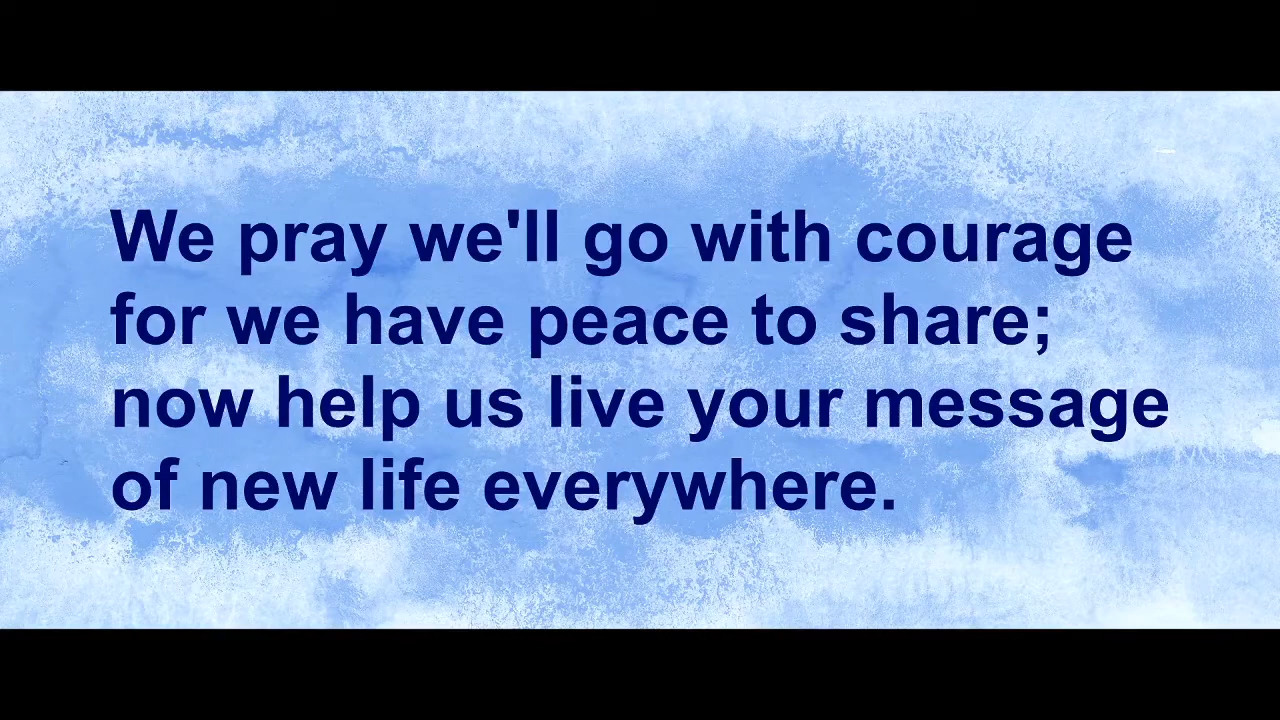 We pray we'll go with courage
for we have peace to share;
now help us live your message
of new life everywhere.